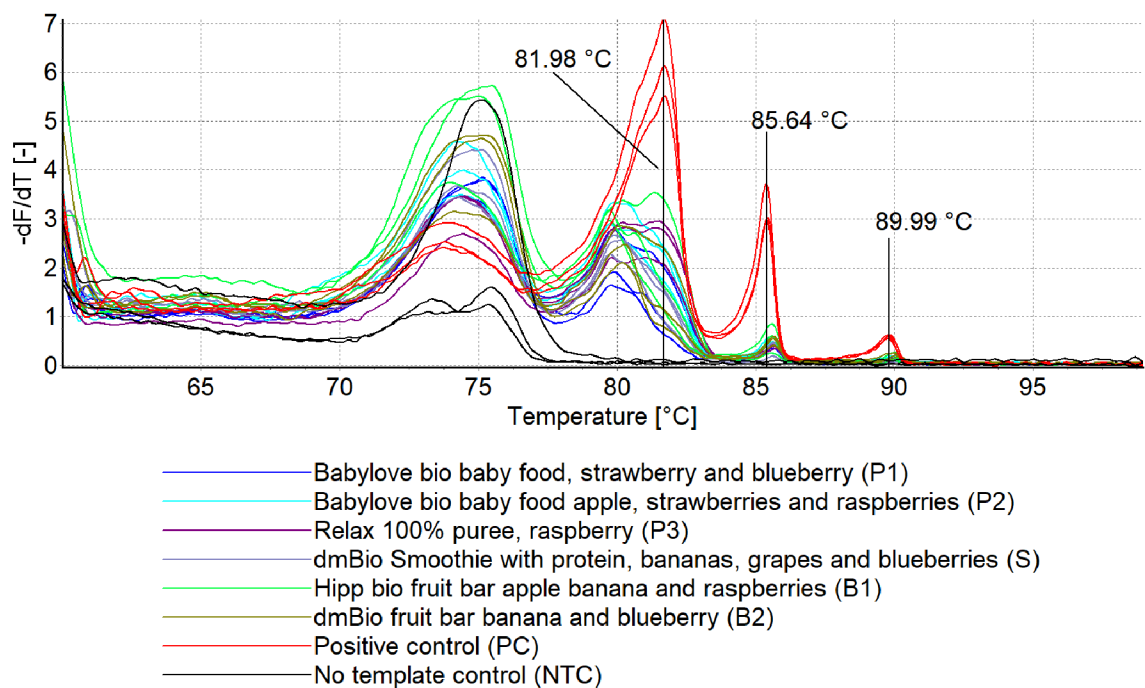 7
6
5
4
3
2
1
0
-dF/dT [-]
81.98 °C
85.64 °C
89.99 °C
65
70
75
80
85
90
95
Temperature [°C]
Babylove bio baby food, strawberry and blueberry (P1)
Babylove bio baby food apple, strawberries and raspberries (P2)
Relax 100% puree, raspberry (P3)
dmBio Smoothie with protein, bananas, grapes and blueberries (S)
Hipp bio fruit bar apple banana and raspberries (B1)
dmBio fruit bar banana and blueberry (B2)
Positive control (PC)
No template control (NTC)